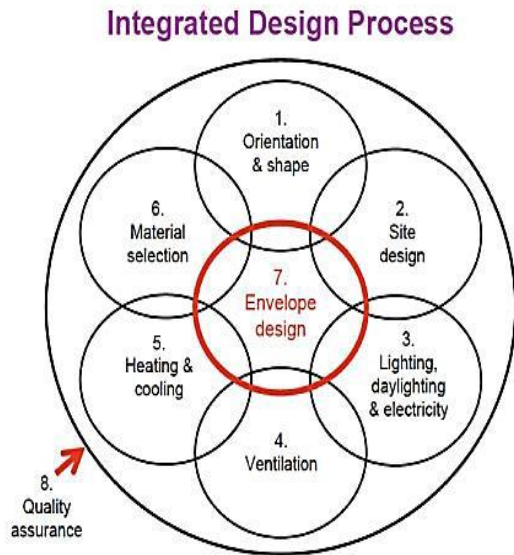 Integrated Design Process
1.
Orientation
& shape
2.
Site
design
3.
Lighting,
daylighting
& electricity
4.
Ventilation
5.
Heating &
cooling
6.
Material
selection
7.
Envelope
design
8.
Quality
assurance